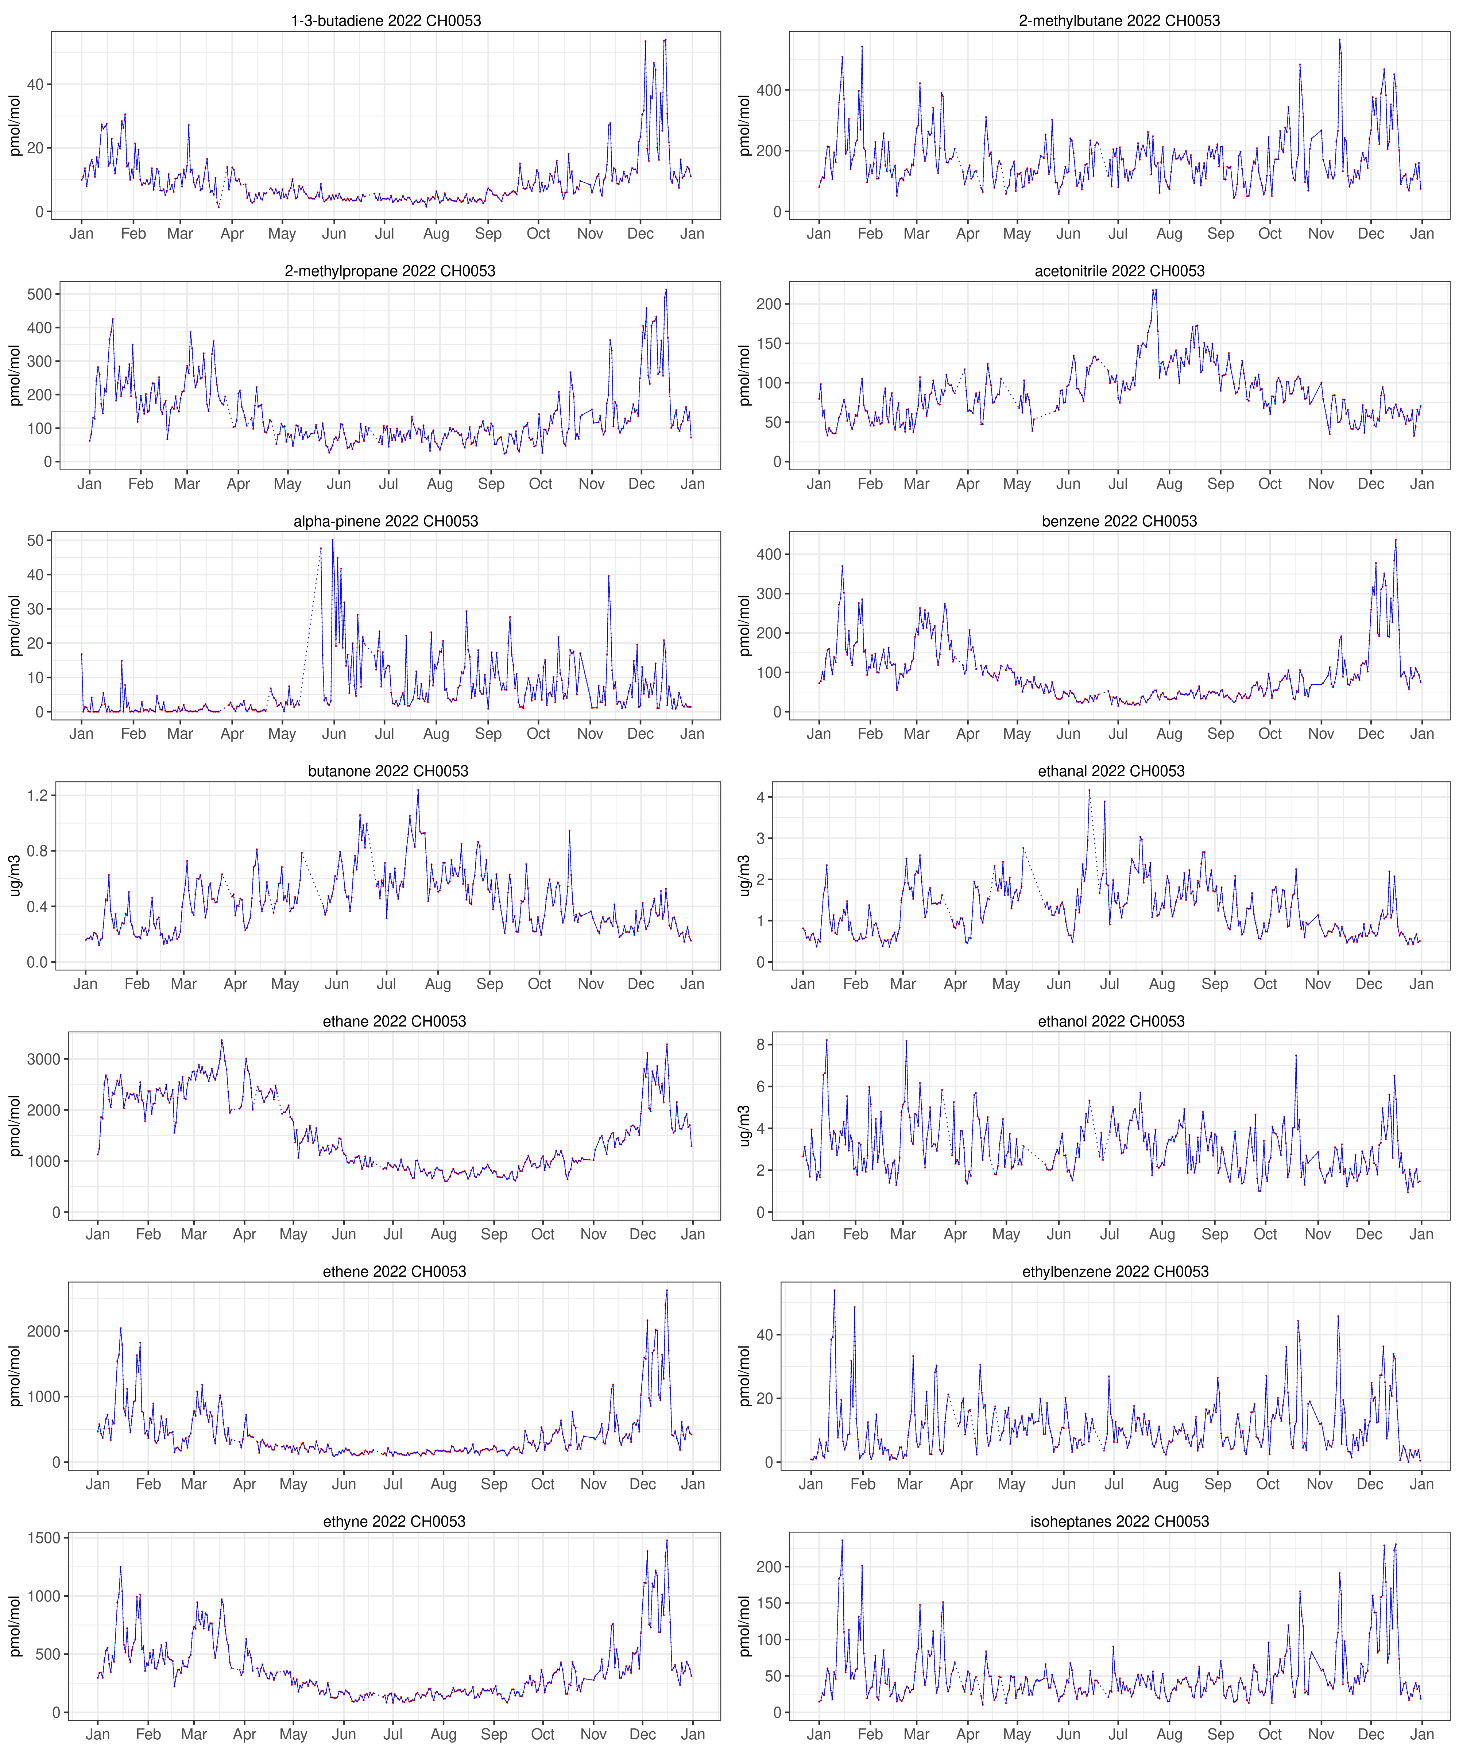 1-3-butadiene 2022 CH0053
pmol/mol
40
20
0
Jan Feb Mar Apr May Jun Jul Aug Sep Oct Nov Dec Jan
2-methylbutane 2022 CH0053
pmol/mol
400
200
0
Jan Feb Mar Apr May Jun Jul Aug Sep Oct Nov Dec Jan
2-methylpropane 2022 CH0053
pmol/mol
500
400
300
200
100
0
Jan Feb Mar Apr May Jun Jul Aug Sep Oct Nov Dec Jan
acetonitrile 2022 CH0053
pmol/mol
200
150
100
50
0
Jan Feb Mar Apr May Jun Jul Aug Sep Oct Nov Dec Jan
alpha-pinene 2022 CH0053
pmol/mol
50
40
30
20
10
0
Jan Feb Mar Apr May Jun Jul Aug Sep Oct Nov Dec Jan
benzene 2022 CH0053
pmol/mol
400
300
200
100
0
Jan Feb Mar Apr May Jun Jul Aug Sep Oct Nov Dec Jan
butanone 2022 CH0053
ug/m3
1.2
0.8
0.4
0.0
Jan Feb Mar Apr May Jun Jul Aug Sep Oct Nov Dec Jan
ethanal 2022 CH0053
ug/m3
4
3
2
1
0
Jan Feb Mar Apr May Jun Jul Aug Sep Oct Nov Dec Jan
ethane 2022 CH0053
pmol/mol
3000
2000
1000
0
Jan Feb Mar Apr May Jun Jul Aug Sep Oct Nov Dec Jan
ethanol 2022 CH0053
ug/m3
8
6
4
2
0
Jan Feb Mar Apr May Jun Jul Aug Sep Oct Nov Dec Jan
ethene 2022 CH0053
pmol/mol
2000
1000
0
Jan Feb Mar Apr May Jun Jul Aug Sep Oct Nov Dec Jan
ethylbenzene 2022 CH0053
pmol/mol
40
20
0
Jan Feb Mar Apr May Jun Jul Aug Sep Oct Nov Dec Jan
ethyne 2022 CH0053
pmol/mol
1500
1000
500
0
Jan Feb Mar Apr May Jun Jul Aug Sep Oct Nov Dec Jan
isoheptanes 2022 CH0053
pmol/mol
200
150
100
50
0
Jan Feb Mar Apr May Jun Jul Aug Sep Oct Nov Dec Jan